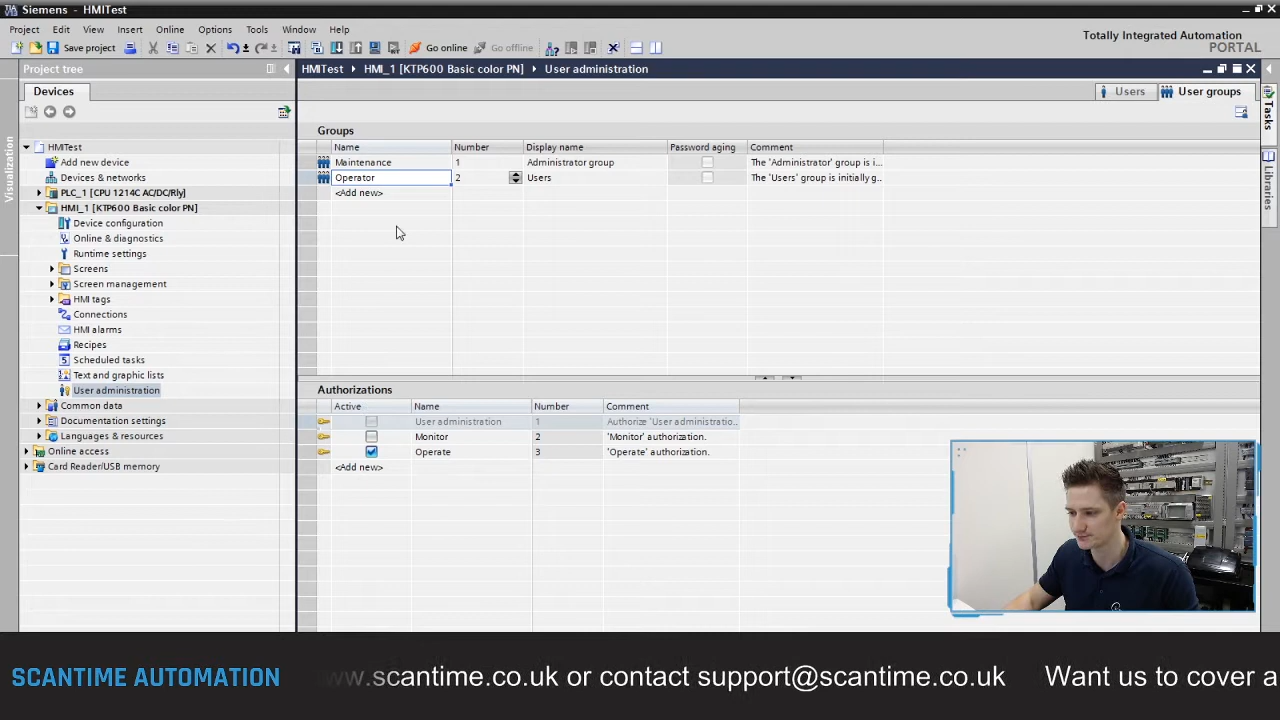 Siemens - HMITest
Project Edit View Insert Online Options Tools Window Help
Totally Integrated Automation
PORTAL
Save project Go online Go offline
Project tree
HMITest HMI_1 [KTP600 Basic color PN] User administration
Devices
Users User groups
Visualization
Tasks
Libraries
HMITest
Add new device
Devices & networks
PLC_1 [CPU 1214C AC/DC/Rly]
HMI_1 [KTP600 Basic color PN]
Device configuration
Online & diagnostics
Runtime settings
Screens
Screen management
HMI tags
Connections
HMI alarms
Recipes
Scheduled tasks
Text and graphic lists
User administration
Common data
Documentation settings
Languages & resources
Online access
Card Reader/USB memory
Groups
Name Number Display name Password aging Comment
Maintenance 1 Administrator group The 'Administrator' group is i...
Operator 2 Users The 'Users' group is initially g..
<Add new>
Authorizations
Active Name Number Comment
User administration 1 Authorize 'User administratio..
Monitor 2 'Monitor' authorization.
Operate 3 'Operate' authorization.
<Add new>
SCANTIME AUTOMATION www.scantime.co.uk or contact support@scantime.co.uk Want us to cover a